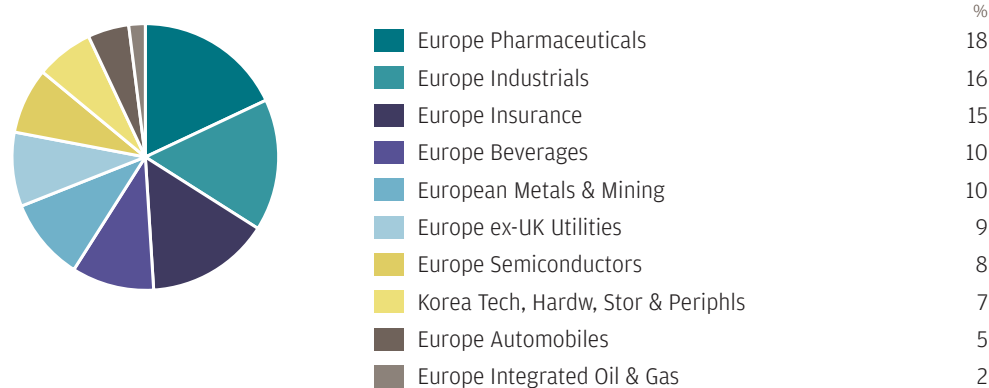 %
Europe Pharmaceuticals 18
Europe Industrials 16
Europe Insurance 15
Europe Beverages 10
European Metals & Mining 10
Europe ex-UK Utilities 9
Europe Semiconductors 8
Korea Tech, Hardw, Stor & Periphls 7
Europe Automobiles 5
Europe Integrated Oil & Gas 2